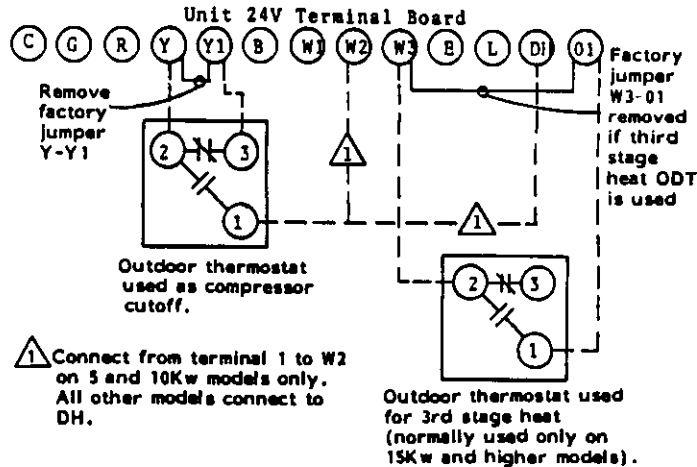 Unit 24V Terminal Board
C G R Y Y1 B W1 W2 W3 E L DH 01
Remove
factory
jumper
Y-Y1
Factory
jumper
W3-01
removed
if third
stage
heat ODT
is used
2 3
1
1
1
Outdoor thermostat
used as compressor
cutoff.
2 3
1
1 Connect from terminal 1 to W2
on 5 and 10Kw models only.
All other models connect to
DH.
Outdoor thermostat used
for 3rd stage heat
(normally used only on
15Kw and higher models).